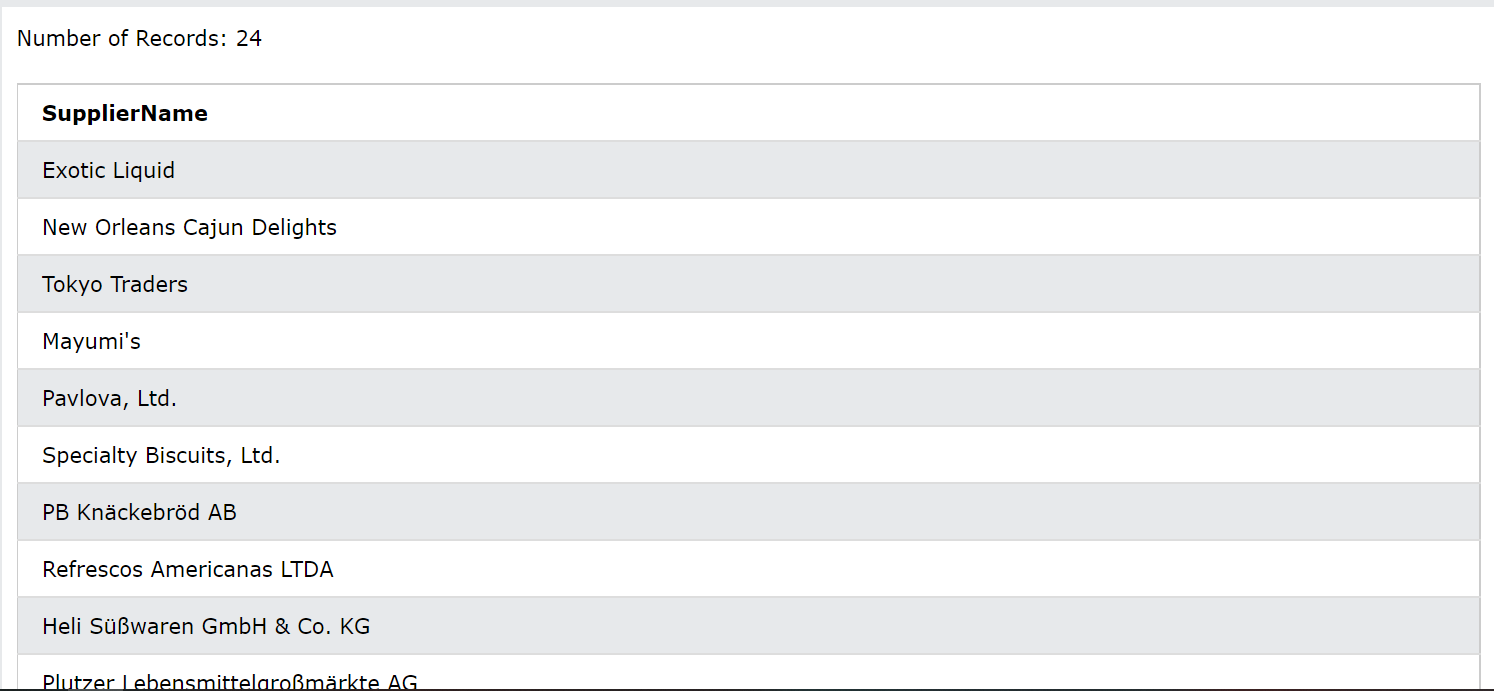 Number of Records: 24
SupplierName
Exotic Liquid
New Orleans Cajun Delights
Tokyo Traders
Mayumi's
Pavlova, Ltd.
Specialty Biscuits, Ltd.
PB Knäckebröd AB
Refrescos Americanas LTDA
Heli Süßwaren GmbH & Co. KG
Plutzer Lebensmittelgroßmärkte AG